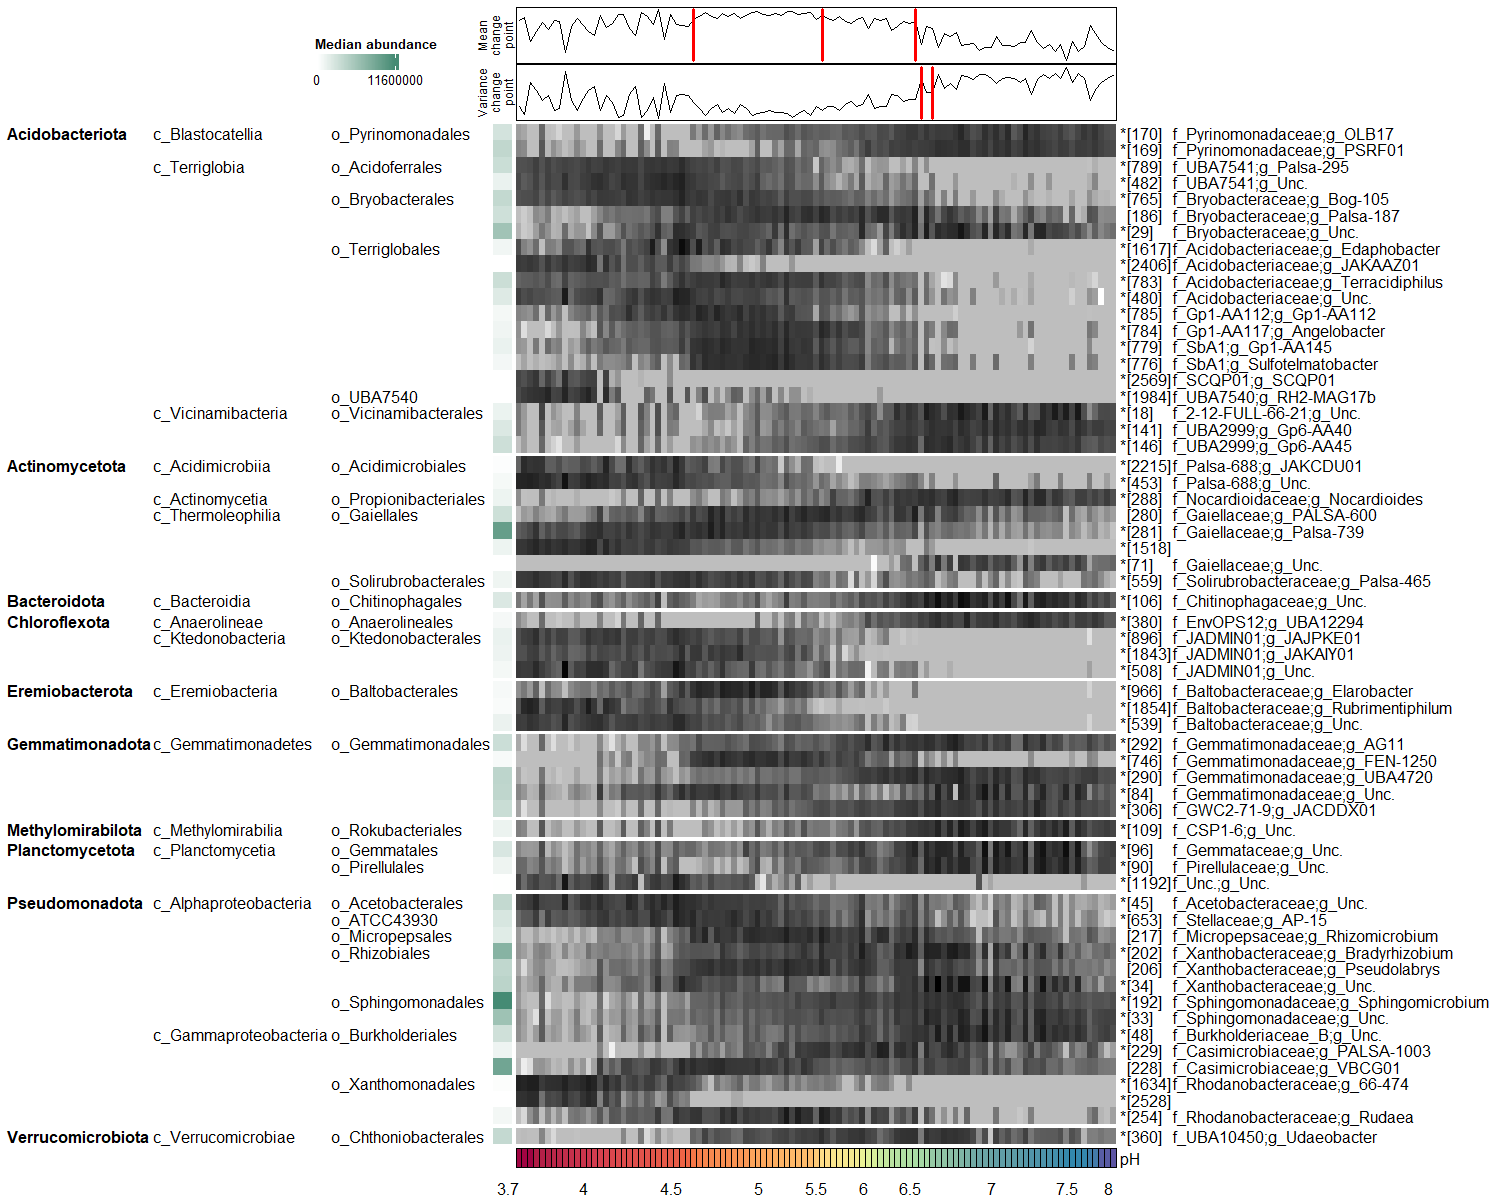 Mean change point
Median abundance
0 11600000
Variance change point
Acidobacteriota c_Blastocatellia o_Pyrinomonadales *[170] f_Pyrinomonadaceae;g_OLB17
*[169] f_Pyrinomonadaceae;g_PSRF01
c_Terriglobia o_Acidoferrales *[789] f_UBA7541;g_Palsa-295
*[482] f_UBA7541;g_Unc.
o_Bryobacterales *[765] f_Bryobacteraceae;g_Bog-105
[186] f_Bryobacteraceae;g_Palsa-187
*[29] f_Bryobacteraceae;g_Unc.
o_Terriglobales *[1617] f_Acidobacteriaceae;g_Edaphobacter
*[2406] f_Acidobacteriaceae;g_JAKAAZ01
*[783] f_Acidobacteriaceae;g_Terracidiphilus
*[480] f_Acidobacteriaceae;g_Unc.
*[785] f_Gp1-AA112;g_Gp1-AA112
*[784] f_Gp1-AA117;g_Angelobacter
*[779] f_SbA1;g_Gp1-AA145
*[776] f_SbA1;g_Sulfotelmatobacter
*[2569] f_SCQP01;g_SCQP01
o_UBA7540 *[1984] f_UBA7540;g_RH2-MAG17b
c_Vicinamibacteria o_Vicinamibacterales *[18] f_2-12-FULL-66-21;g_Unc.
*[141] f_UBA2999;g_Gp6-AA40
*[146] f_UBA2999;g_Gp6-AA45
Actinomycetota c_Acidimicrobiia o_Acidimicrobiales *[2215] f_Palsa-688;g_JAKCDU01
*[453] f_Palsa-688;g_Unc.
c_Actinomycetia o_Propionibacteriales *[288] f_Nocardioidaceae;g_Nocardioides
c_Thermoleophilia o_Gaiellales [280] f_Gaiellaceae;g_PALSA-600
*[281] f_Gaiellaceae;g_Palsa-739
*[1518]
*[71] f_Gaiellaceae;g_Unc.
o_Solirubrobacterales *[559] f_Solirubrobacteraceae;g_Palsa-465
Bacteroidota c_Bacteroidia o_Chitinophagales *[106] f_Chitinophagaceae;g_Unc.
Chloroflexota c_Anaerolineae o_Anaerolineales *[380] f_EnvOPS12;g_UBA12294
c_Ktedonobacteria o_Ktedonobacterales *[896] f_JADMIN01;g_JAJPKE01
*[1843] f_JADMIN01;g_JAKAIY01
*[508] f_JADMIN01;g_Unc.
Eremiobacterota c_Eremiobacteria o_Baltobacterales *[966] f_Baltobacteraceae;g_Elarobacter
*[1854] f_Baltobacteraceae;g_Rubrimentiphilum
*[539] f_Baltobacteraceae;g_Unc.
Gemmatimonadota c_Gemmatimonadetes o_Gemmatimonadales *[292] f_Gemmatimonadaceae;g_AG11
*[746] f_Gemmatimonadaceae;g_FEN-1250
*[290] f_Gemmatimonadaceae;g_UBA4720
*[84] f_Gemmatimonadaceae;g_Unc.
*[306] f_GWC2-71-9;g_JACDDX01
Methylomirabilota c_Methylomirabilia o_Rokubacteriales *[109] f_CSP1-6;g_Unc.
Planctomycetota c_Planctomycetia o_Gemmatales *[96] f_Gemmataceae;g_Unc.
o_Pirellulales *[90] f_Pirellulaceae;g_Unc.
*[1192] f_Unc.;g_Unc.
Pseudomonadota c_Alphaproteobacteria o_Acetobacterales *[45] f_Acetobacteraceae;g_Unc.
o_ATCC43930 *[653] f_Stellaceae;g_AP-15
o_Micropepsales [217] f_Micropepsaceae;g_Rhizomicrobium
o_Rhizobiales *[202] f_Xanthobacteraceae;g_Bradyrhizobium
[206] f_Xanthobacteraceae;g_Pseudolabrys
*[34] f_Xanthobacteraceae;g_Unc.
o_Sphingomonadales *[192] f_Sphingomonadaceae;g_Sphingomicrobium
*[33] f_Sphingomonadaceae;g_Unc.
c_Gammaproteobacteria o_Burkholderiales *[48] f_Burkholderiaceae_B;g_Unc.
*[229] f_Casimicrobiaceae;g_PALSA-1003
[228] f_Casimicrobiaceae;g_VBCG01
o_Xanthomonadales *[1634] f_Rhodanobacteraceae;g_66-474
*[2528]
*[254] f_Rhodanobacteraceae;g_Rudaea
Verrucomicrobiota c_Verrucomicrobiae o_Chthoniobacterales *[360] f_UBA10450;g_Udaeobacter
pH
3.7 4 4.5 5 5.5 6 6.5 7 7.5 8